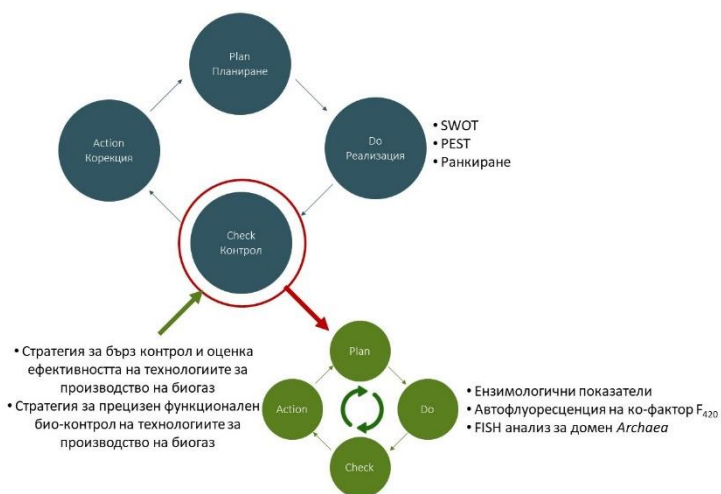 Plan
Планиране
Action
Корекция
Do
Реализация
• SWOT
• PEST
• Ранкиране
Check
Контрол
• Стратегия за бърз контрол и оценка
ефективността на технологиите за
производство на биогаз
• Стратегия за прецизен функционален
био-контрол на технологиите за
производство на биогаз
Plan
Action
Do
Check
• Ензимологични показатели
• Автофлуоресценция на ко-фактор F₄₂₀
• FISH анализ за домен Archaea